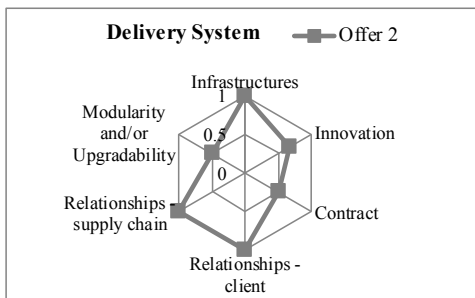 Delivery System
Offer 2
Infrastructures
1
Modularity
and/or
Upgradability
0.5
Innovation
0
Relationships -
supply chain
Contract
Relationships -
client